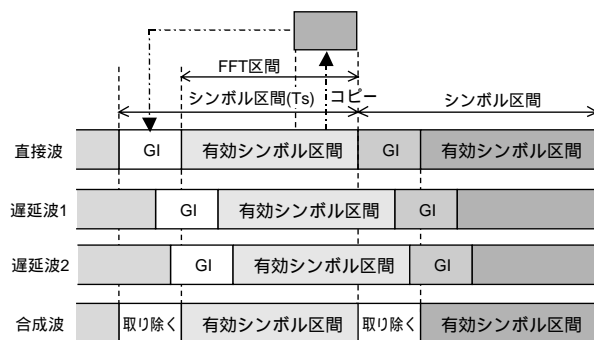 FFT区間
シンボル区間(Ts)
コピー
シンボル区間
直接波 GI 有効シンボル区間 GI 有効シンボル区間
遅延波1 GI 有効シンボル区間 GI
遅延波2 GI 有効シンボル区間 GI
合成波 取り除く 有効シンボル区間 取り除く 有効シンボル区間